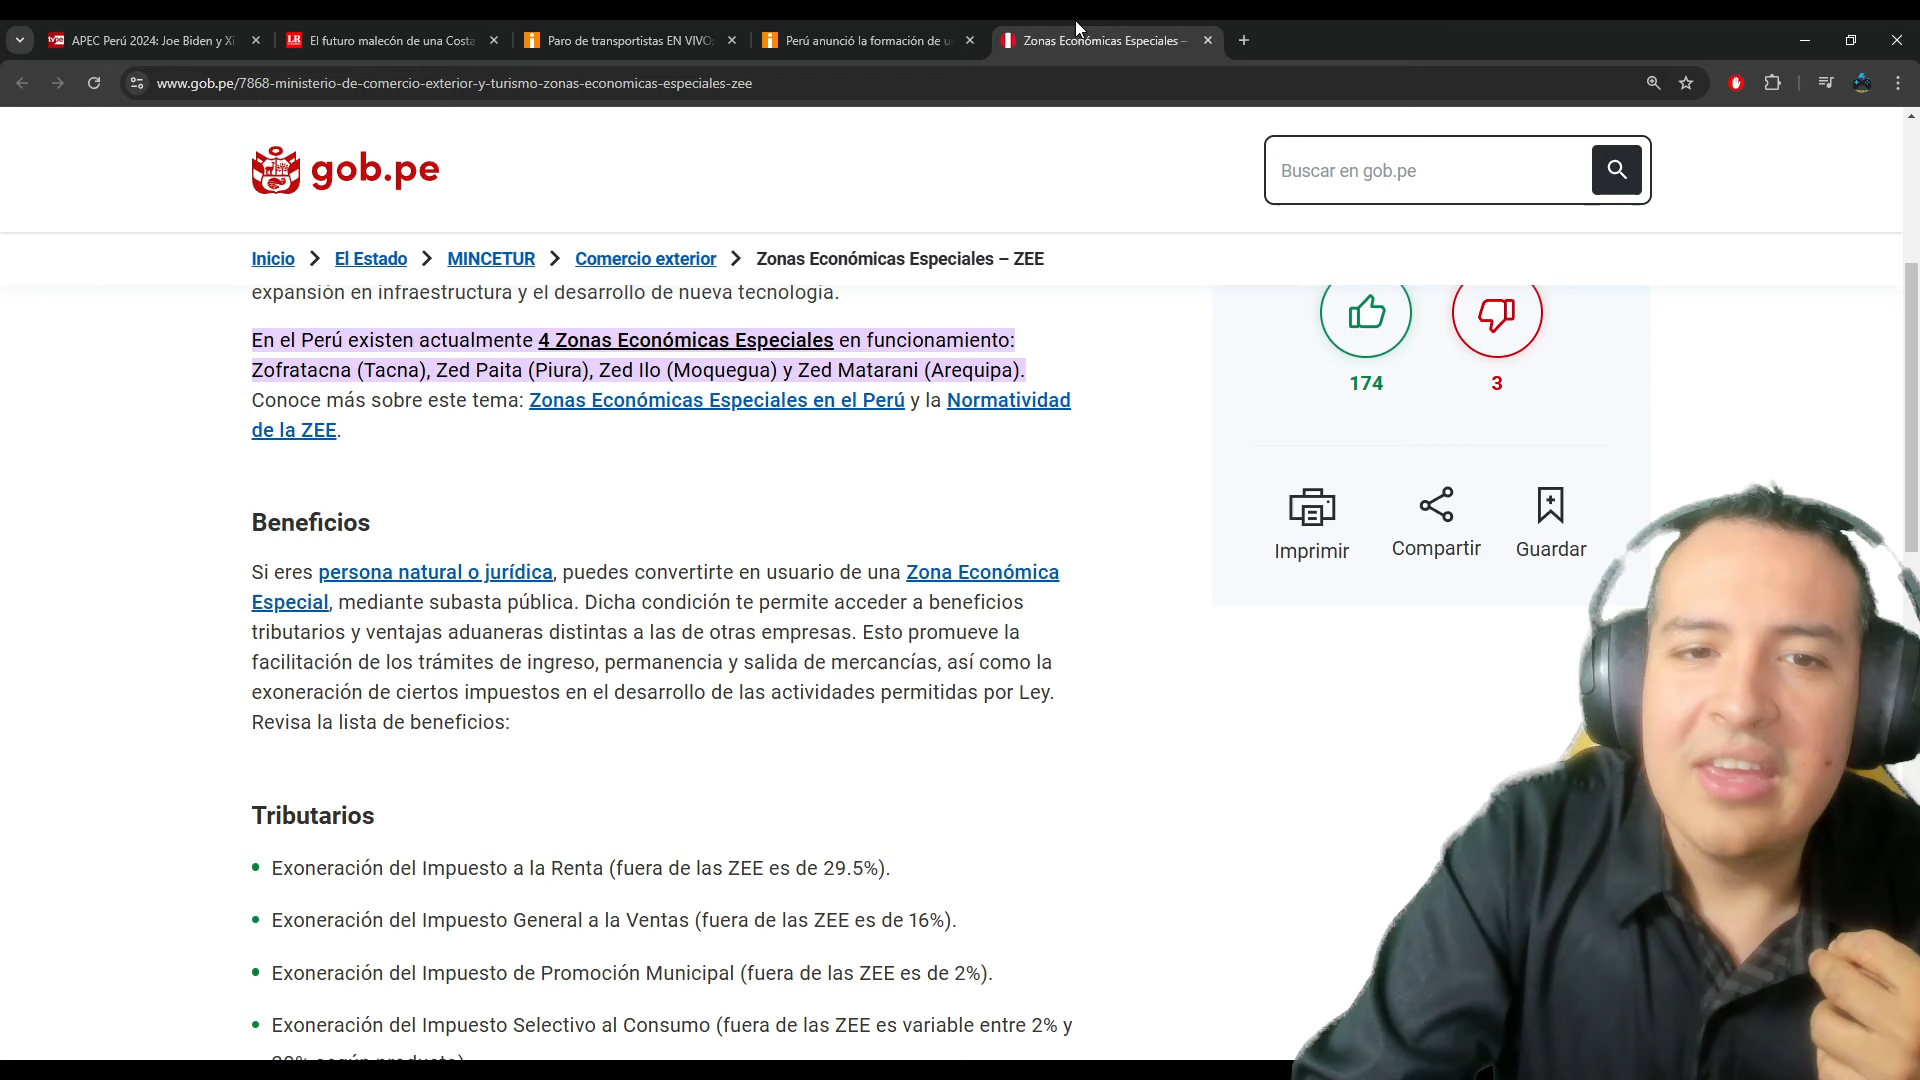 APEC Perú 2024: Joe Biden y Xi
El futuro malecón de una Costa
Paro de transportistas EN VIVO:
Perú anunció la formación de u
Zonas Económicas Especiales –
www.gob.pe/7868-ministerio-de-comercio-exterior-y-turismo-zonas-economicas-especiales-zee
gob.pe
Buscar en gob.pe
Inicio > El Estado > MINCETUR > Comercio exterior > Zonas Económicas Especiales – ZEE
expansión en infraestructura y el desarrollo de nueva tecnología.
En el Perú existen actualmente 4 Zonas Económicas Especiales en funcionamiento:
Zofratacna (Tacna), Zed Paita (Piura), Zed Ilo (Moquegua) y Zed Matarani (Arequipa).
Conoce más sobre este tema: Zonas Económicas Especiales en el Perú y la Normatividad
de la ZEE.
174
3
Imprimir
Compartir
Guardar
Beneficios
Si eres persona natural o jurídica, puedes convertirte en usuario de una Zona Económica
Especial, mediante subasta pública. Dicha condición te permite acceder a beneficios
tributarios y ventajas aduaneras distintas a las de otras empresas. Esto promueve la
facilitación de los trámites de ingreso, permanencia y salida de mercancías, así como la
exoneración de ciertos impuestos en el desarrollo de las actividades permitidas por Ley.
Revisa la lista de beneficios:
Tributarios
• Exoneración del Impuesto a la Renta (fuera de las ZEE es de 29.5%).
• Exoneración del Impuesto General a la Ventas (fuera de las ZEE es de 16%).
• Exoneración del Impuesto de Promoción Municipal (fuera de las ZEE es de 2%).
• Exoneración del Impuesto Selectivo al Consumo (fuera de las ZEE es variable entre 2% y